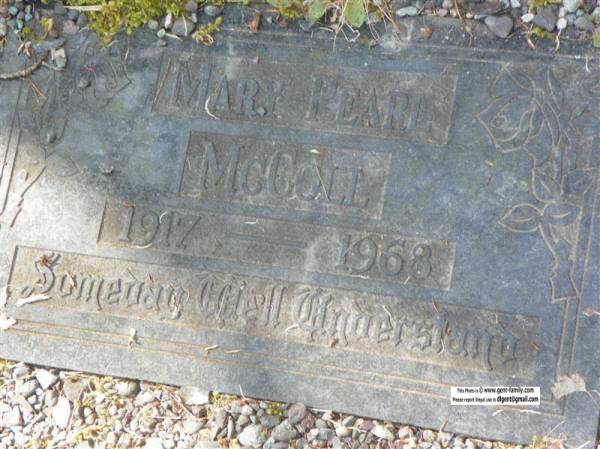 Mary Pearl
McColl
1917 — 1968
Someday We'll Understand
This Photo is © www.gent-family.com
Please report illegal use to dlgent@gmail.com